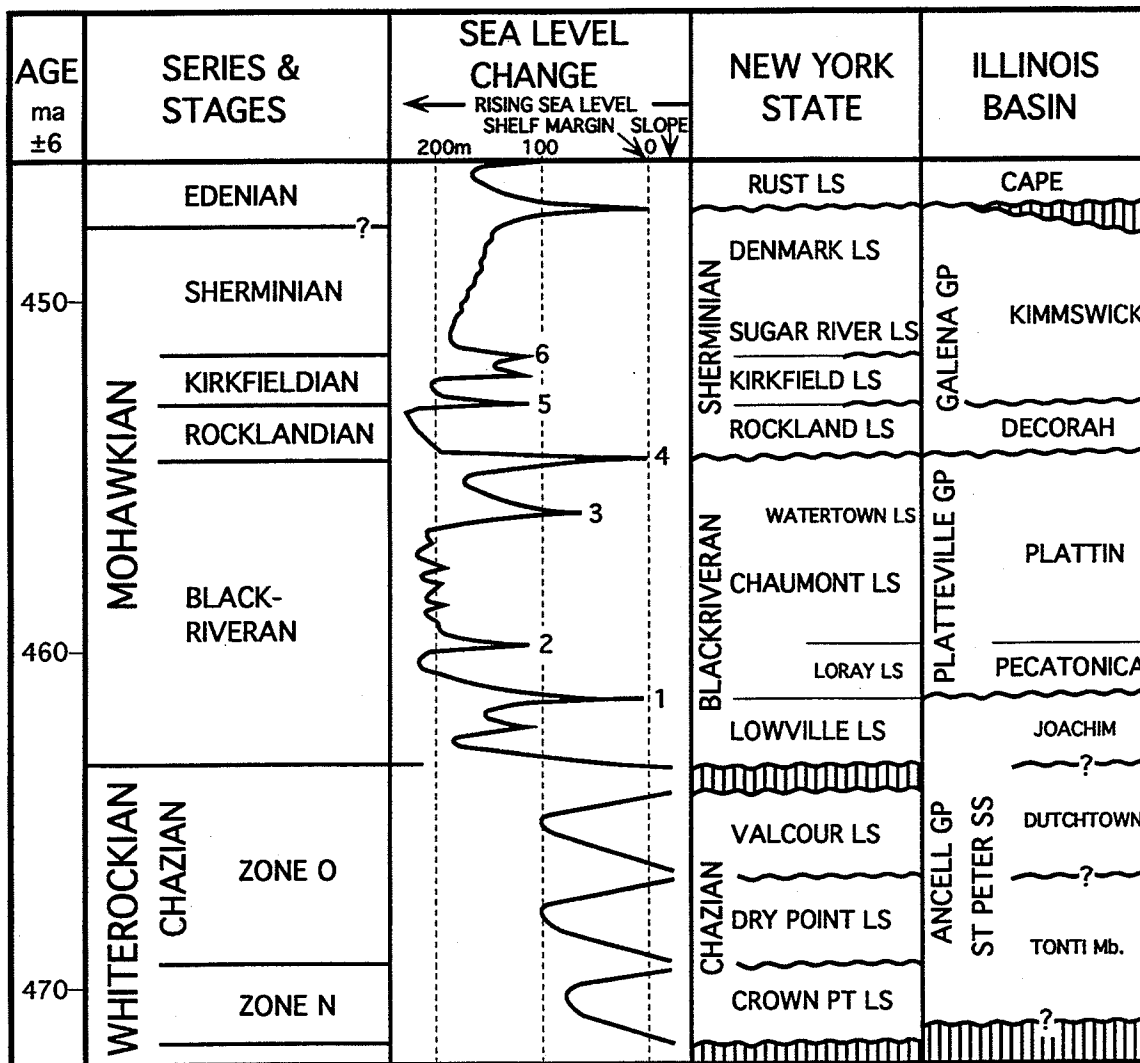 AGE
ma
±6
SERIES &
STAGES
SEA LEVEL
CHANGE
RISING SEA LEVEL
SHELF MARGIN SLOPE
200m 100 0
NEW YORK
STATE
ILLINOIS
BASIN
450
460
470
MOHAWKIAN
WHITEROCKIAN
CHAZIAN
EDENIAN
?
SHERMINIAN
KIRKFIELDIAN
ROCKLANDIAN
BLACK-
RIVERAN
ZONE O
ZONE N
6
5
4
3
2
1
RUST LS
SHERMINIAN
DENMARK LS
SUGAR RIVER LS
KIRKFIELD LS
ROCKLAND LS
BLACKRIVERAN
WATERTOWN LS
CHAUMONT LS
LORAY LS
LOWVILLE LS
CHAZIAN
VALCOUR LS
DRY POINT LS
CROWN PT LS
CAPE
GALENA GP
KIMMSWICK
DECORAH
PLATTEVILLE GP
PLATTIN
PECATONICA
ANCELL GP
ST PETER SS
JOACHIM
?
DUTCHTOWN
?
TONTI Mb.
?